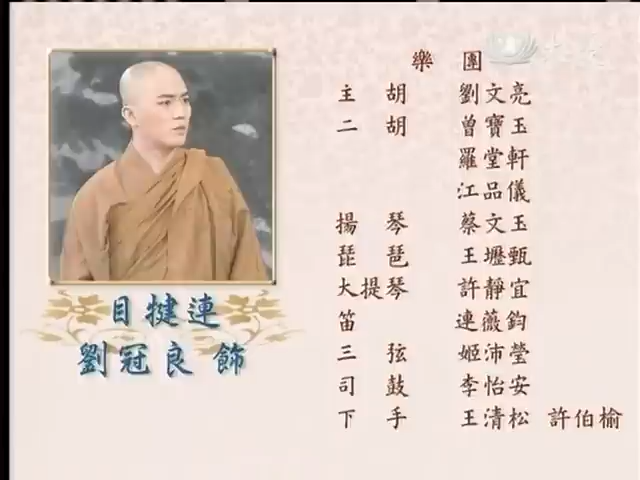 樂 團
主 胡 劉文亮
二 胡 曾寶玉
羅堂軒
江品儀
揚 琴 蔡文玉
琵 琶 王壢甄
大提琴 許靜宜
笛 連薇鈞
三 弦 姬沛瑩
司 鼓 李怡安
下 手 王清松 許伯榆
目犍連
劉冠良 飾